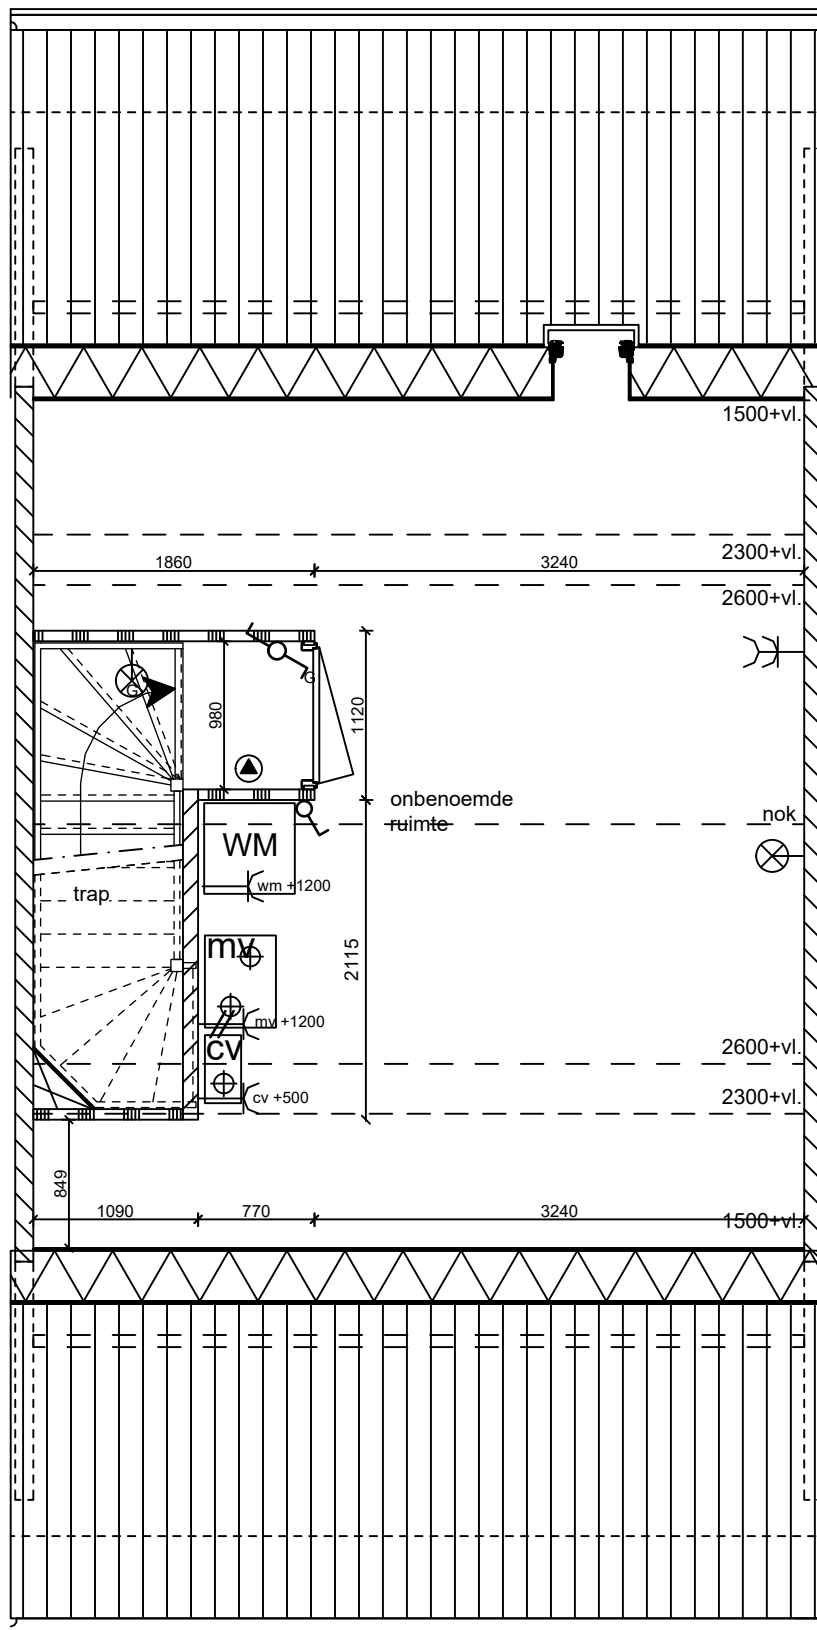 1500+vl.
2300+vl.
1860
3240
2600+vl.
G
G
980
1120
onbenoemde
ruimte
nok
WM
wm +1200
trap
mv
2115
mv +1200
cv
2600+vl.
cv +500
2300+vl.
849
1090
770
3240
1500+vl.